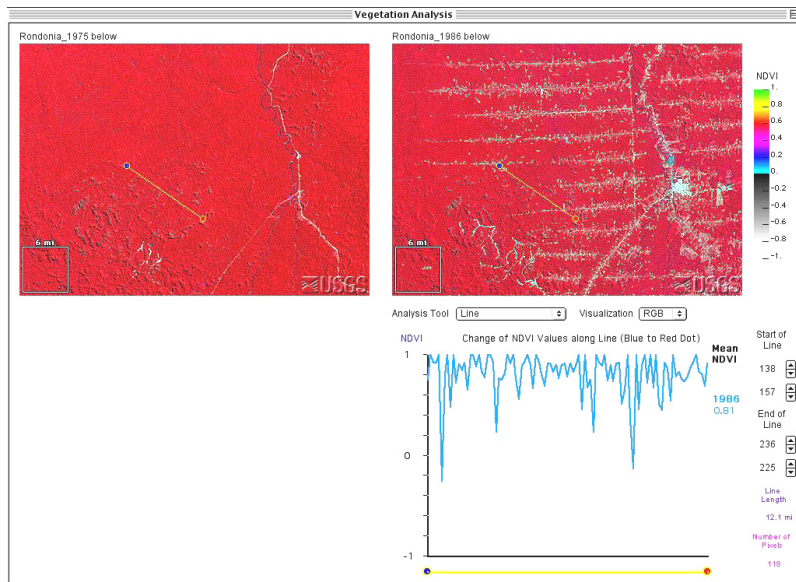 Vegetation Analysis
Rondonia_1975 below
Rondonia_1986 below
6 mi
USGS
6 mi
USGS
NDVI
1.
0.8
0.6
0.4
0.2
0.
-0.2
-0.4
-0.6
-0.8
-1.
Analysis Tool Line Visualization RGB
NDVI Change of NDVI Values along Line (Blue to Red Dot)
Mean
NDVI
1986
0.81
1
0
-1
Start of
Line
138
157
End of
Line
236
225
Line
Length
12.1 mi
Number of
Pixels
118